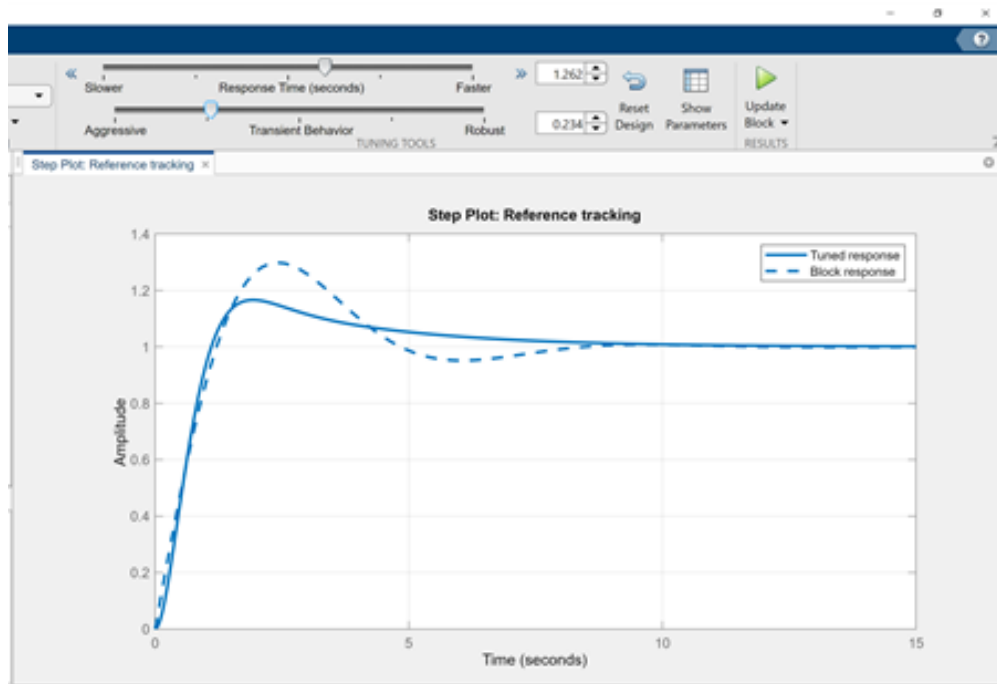 Slower Response Time (seconds) Faster 1.262
Aggressive Transient Behavior Robust 0.234
Reset Design
Show Parameters
Update Block
TUNING TOOLS
RESULTS
Step Plot: Reference tracking
Step Plot: Reference tracking
Tuned response
Block response
1.4
1.2
1
0.8
0.6
0.4
0.2
0
Amplitude
0 5 10 15
Time (seconds)